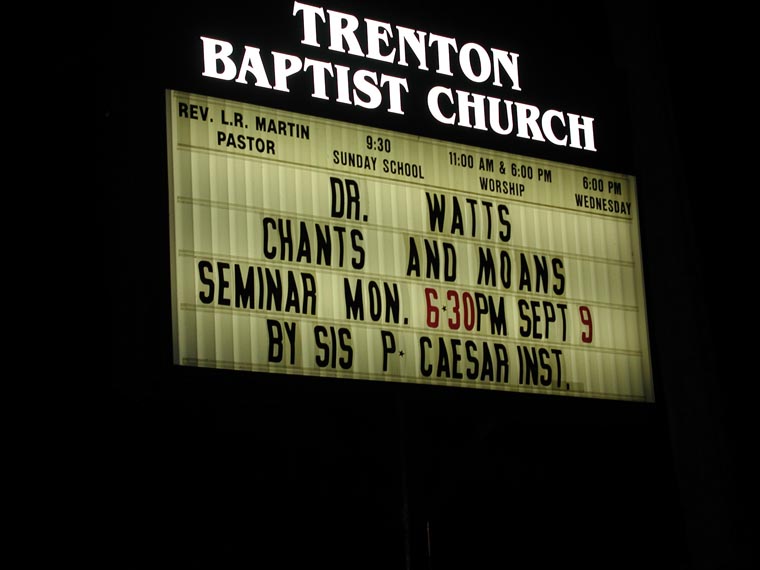 TRENTON
BAPTIST CHURCH
REV. L.R. MARTIN
PASTOR
9:30
SUNDAY SCHOOL
11:00 AM & 6:00 PM
WORSHIP
6:00 PM
WEDNESDAY
DR. WATTS
CHANTS AND MOANS
SEMINAR MON. 6:30PM SEPT 9
BY SIS P. CAESAR INST.